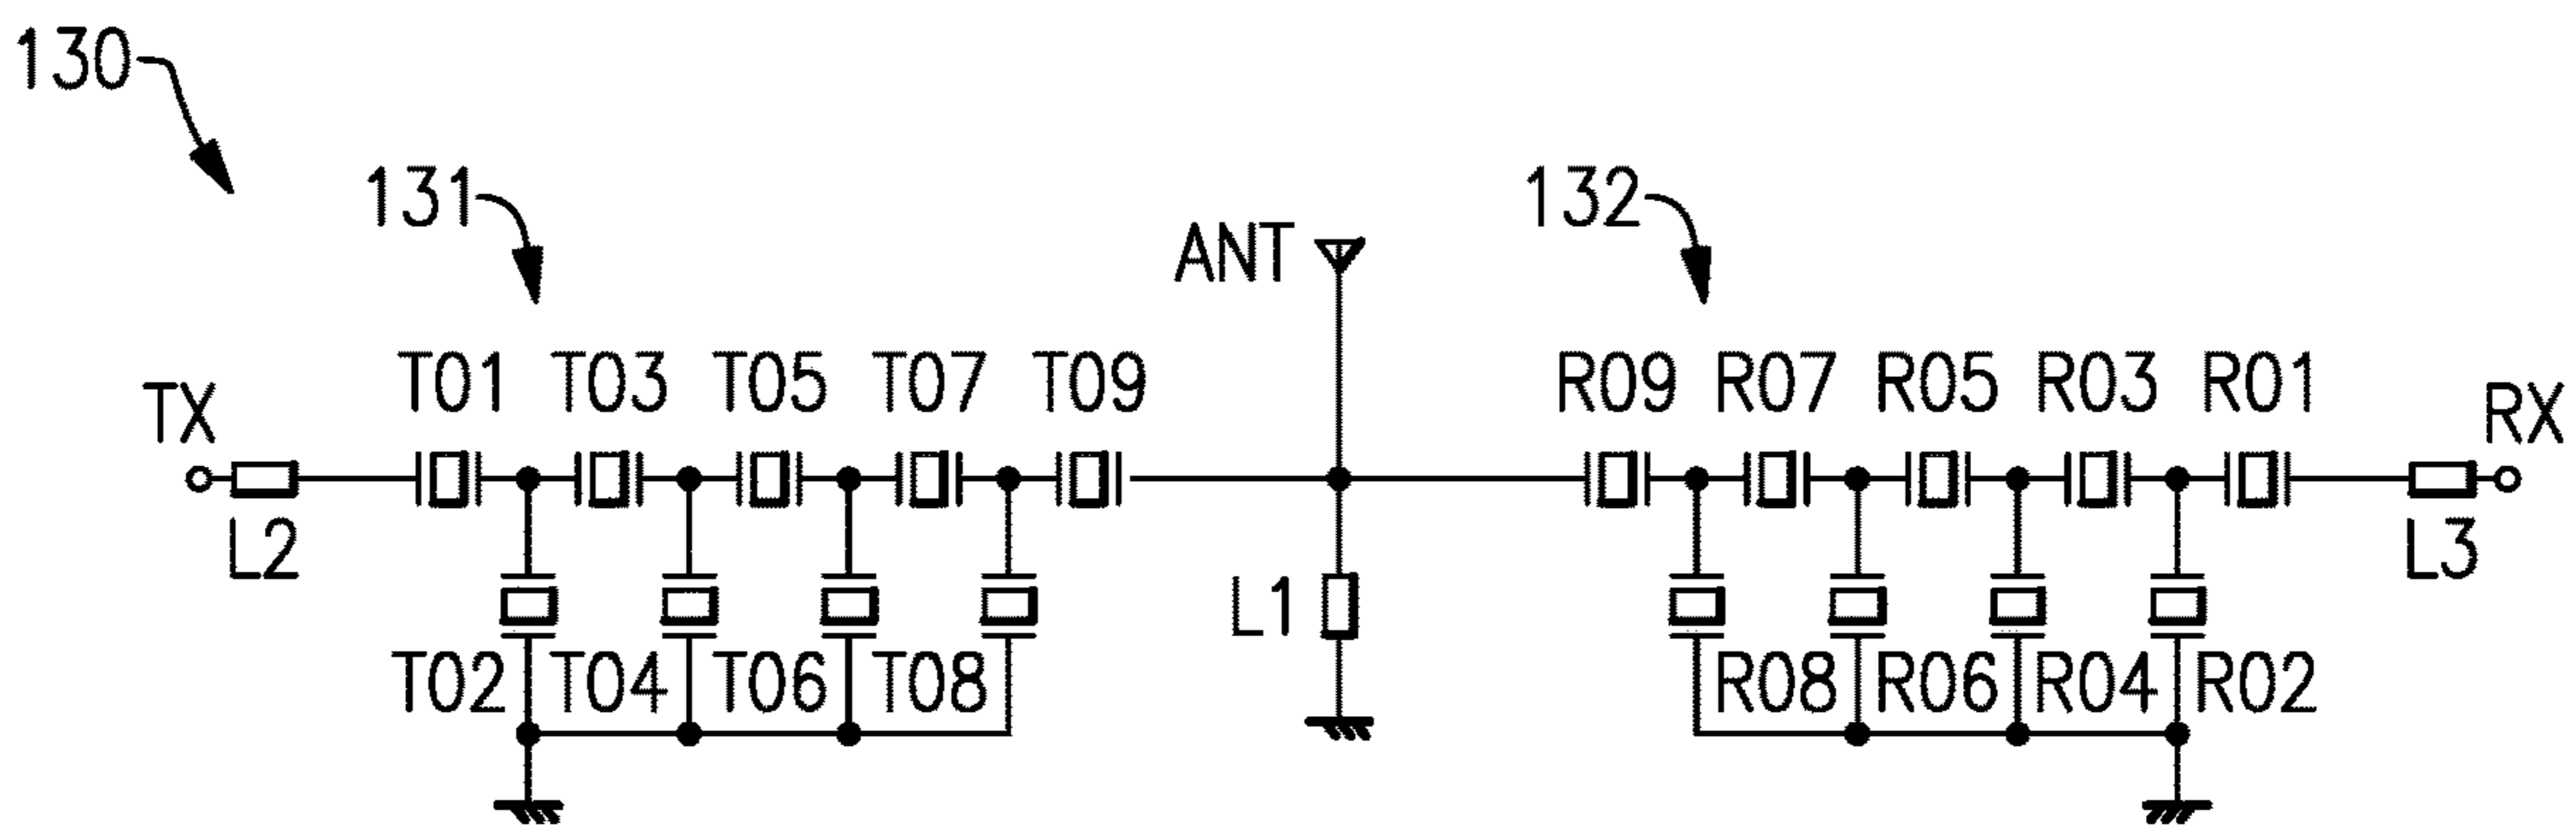 130
131
132
ANT
T01 T03 T05 T07 T09
R09 R07 R05 R03 R01
TX
RX
L2
L3
L1
T02 T04 T06 T08
R08 R06 R04 R02